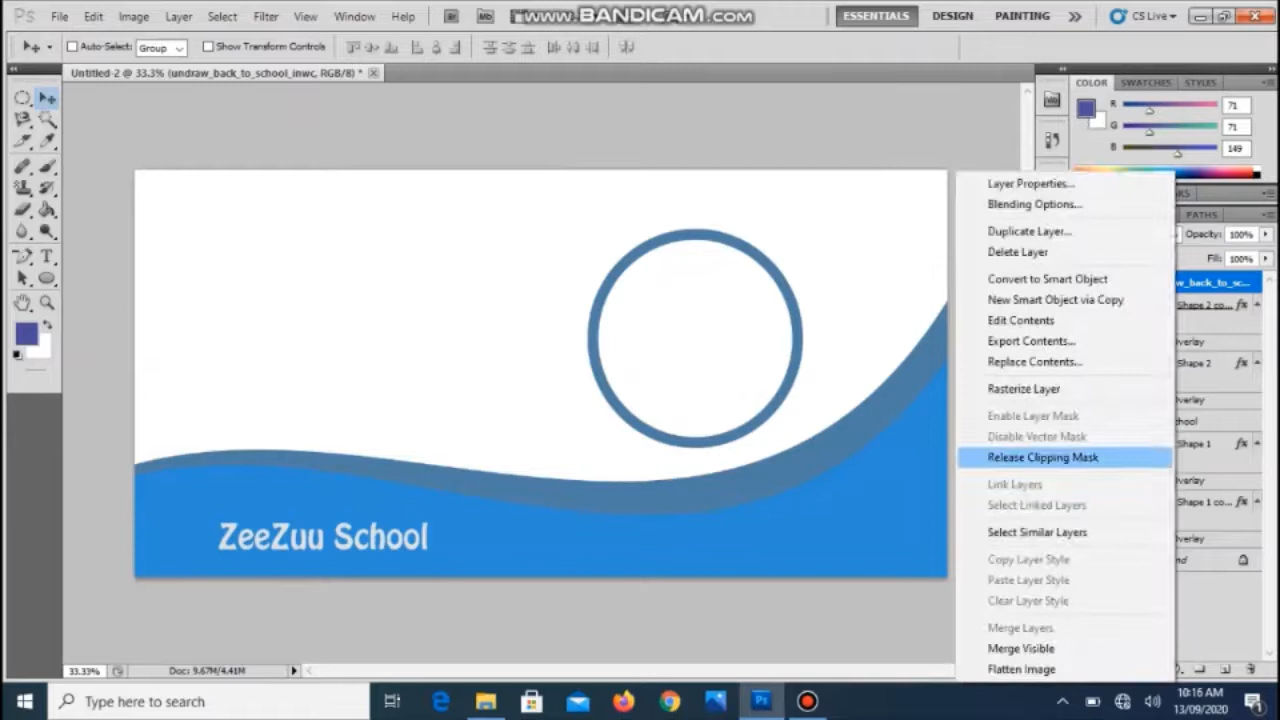 Ps File Edit Image Layer Select Filter View Window Help Br Mb www.BANDICAM.com ESSENTIALS DESIGN PAINTING CS Live
Auto-Select: Group Show Transform Controls
Untitled-2 @ 33.3% (undraw_back_to_school_inwc, RGB/8) *
COLOR SWATCHES STYLES
R 71
G 71
B 149
PATHS
Opacity: 100%
Fill: 100%
Layer Properties...
Blending Options...
Duplicate Layer...
Delete Layer
Convert to Smart Object
New Smart Object via Copy
Edit Contents
Export Contents...
Replace Contents...
Rasterize Layer
Enable Layer Mask
Disable Vector Mask
Release Clipping Mask
Link Layers
Select Linked Layers
Select Similar Layers
Copy Layer Style
Paste Layer Style
Clear Layer Style
Merge Layers
Merge Visible
Flatten Image
w_back_to_sc...
Shape 2 co... fx
verlay
Shape 2 fx
verlay
hool
Shape 1 fx
verlay
Shape 1 co... fx
verlay
nd
ZeeZuu School
33.33% Doc: 9.67M/4.41M
Type here to search
Ps
10:16 AM
13/09/2020